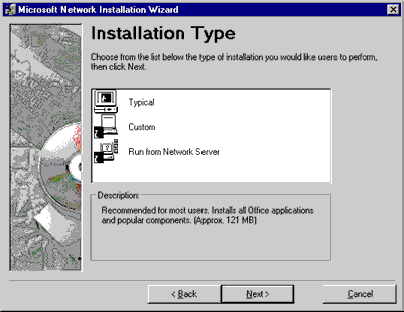 Microsoft Network Installation Wizard
Installation Type
Choose from the list below the type of installation you would like users to perform,
then click Next.
Typical
Custom
Run from Network Server
Description:
Recommended for most users. Installs all Office applications
and popular components. (Approx. 121 MB)
< Back
Next >
Cancel